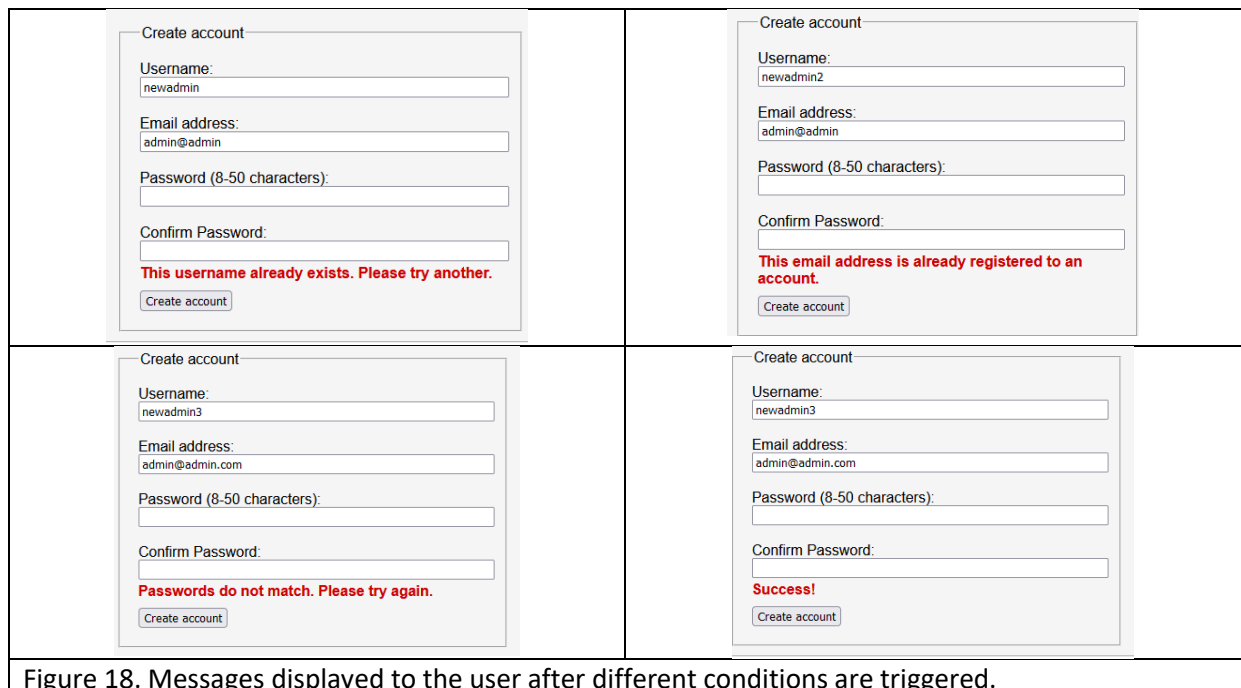 Create account
Username:
newadmin
Email address:
admin@admin
Password (8-50 characters):
Confirm Password:
This username already exists. Please try another.
Create account
Create account
Username:
newadmin2
Email address:
admin@admin
Password (8-50 characters):
Confirm Password:
This email address is already registered to an
account.
Create account
Create account
Username:
newadmin3
Email address:
admin@admin.com
Password (8-50 characters):
Confirm Password:
Passwords do not match. Please try again.
Create account
Create account
Username:
newadmin3
Email address:
admin@admin.com
Password (8-50 characters):
Confirm Password:
Success!
Create account
Figure 18. Messages displayed to the user after different conditions are triggered.